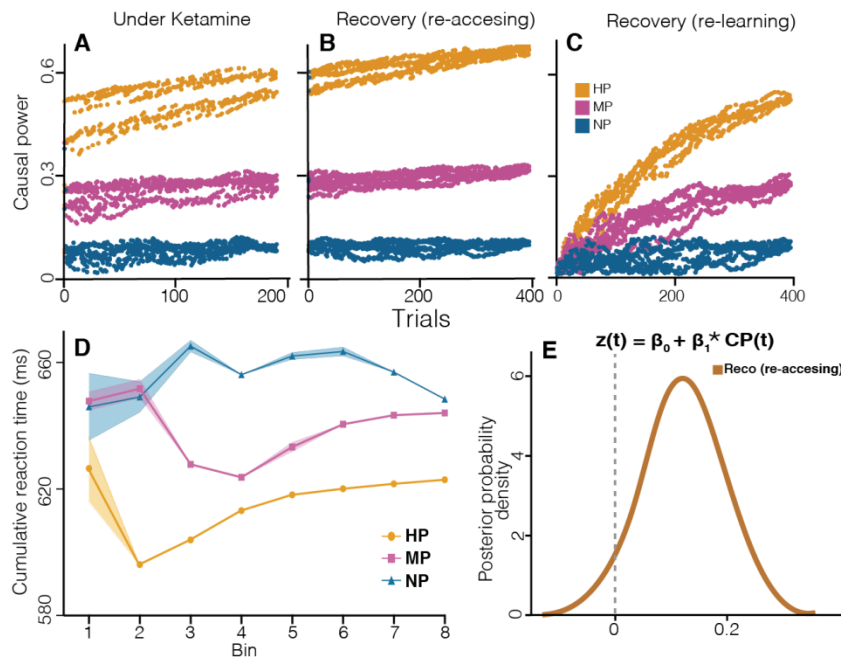 Under Ketamine
Recovery (re-accesing)
Recovery (re-learning)
A
B
C
Causal power
0.6
0.3
0
HP
MP
NP
0
100
200
0
200
400
0
200
400
Trials
D
Cumulative reaction time (ms)
660
620
580
HP
MP
NP
1 2 3 4 5 6 7 8
Bin
E
z(t) = β₀ + β₁* CP(t)
Reco (re-accesing)
Posterior probability
density
6
4
2
0
0
0.2